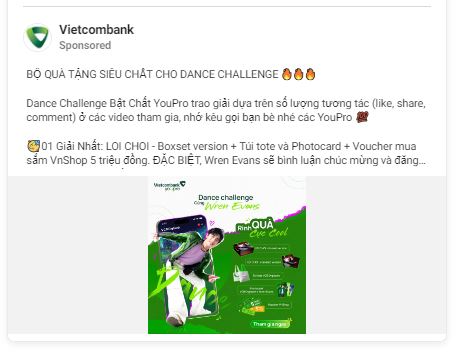 Vietcombank
Sponsored
BỘ QUÀ TẶNG SIÊU CHẤT CHO DANCE CHALLENGE 🔥🔥🔥
Dance Challenge Bật Chất YouPro trao giải dựa trên số lượng tương tác (like, share,
comment) ở các video tham gia, nhớ kêu gọi bạn bè nhé các YouPro
01 Giải Nhất: LOI CHOI - Boxset version + Túi tote và Photocard + Voucher mua
sắm VnShop 5 triệu đồng. ĐẶC BIỆT, Wren Evans sẽ bình luận chúc mừng và đăng...
Vietcombank
Dance challenge
Cùng
Wren Evans
Rinh QUÀ
Cực Cool
Dance
Tham gia ngay